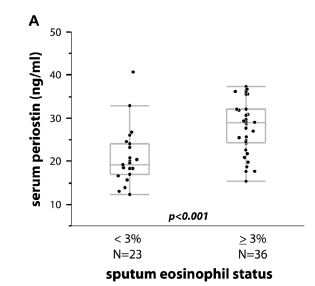 A
50
40
30
20
10
serum periostin (ng/ml)
p<0.001
< 3%
≥ 3%
N=23
N=36
sputum eosinophil status